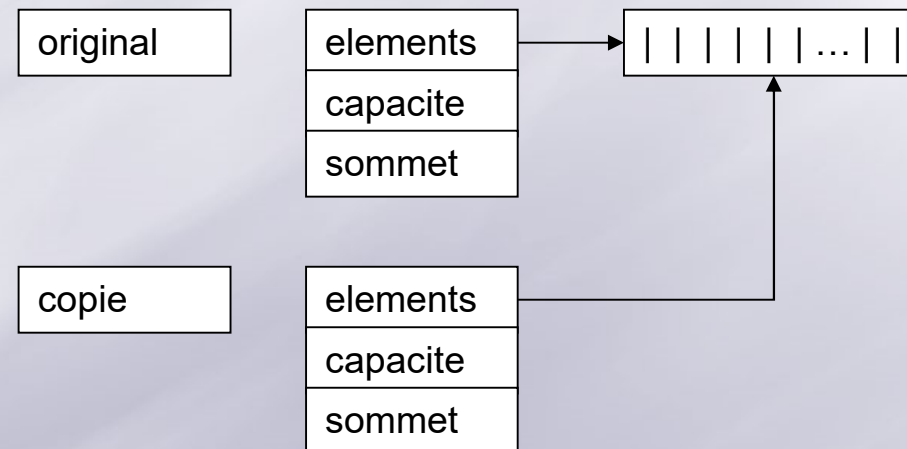 original
elements
| | | | | | ... | |
capacite
sommet
copie
elements
capacite
sommet